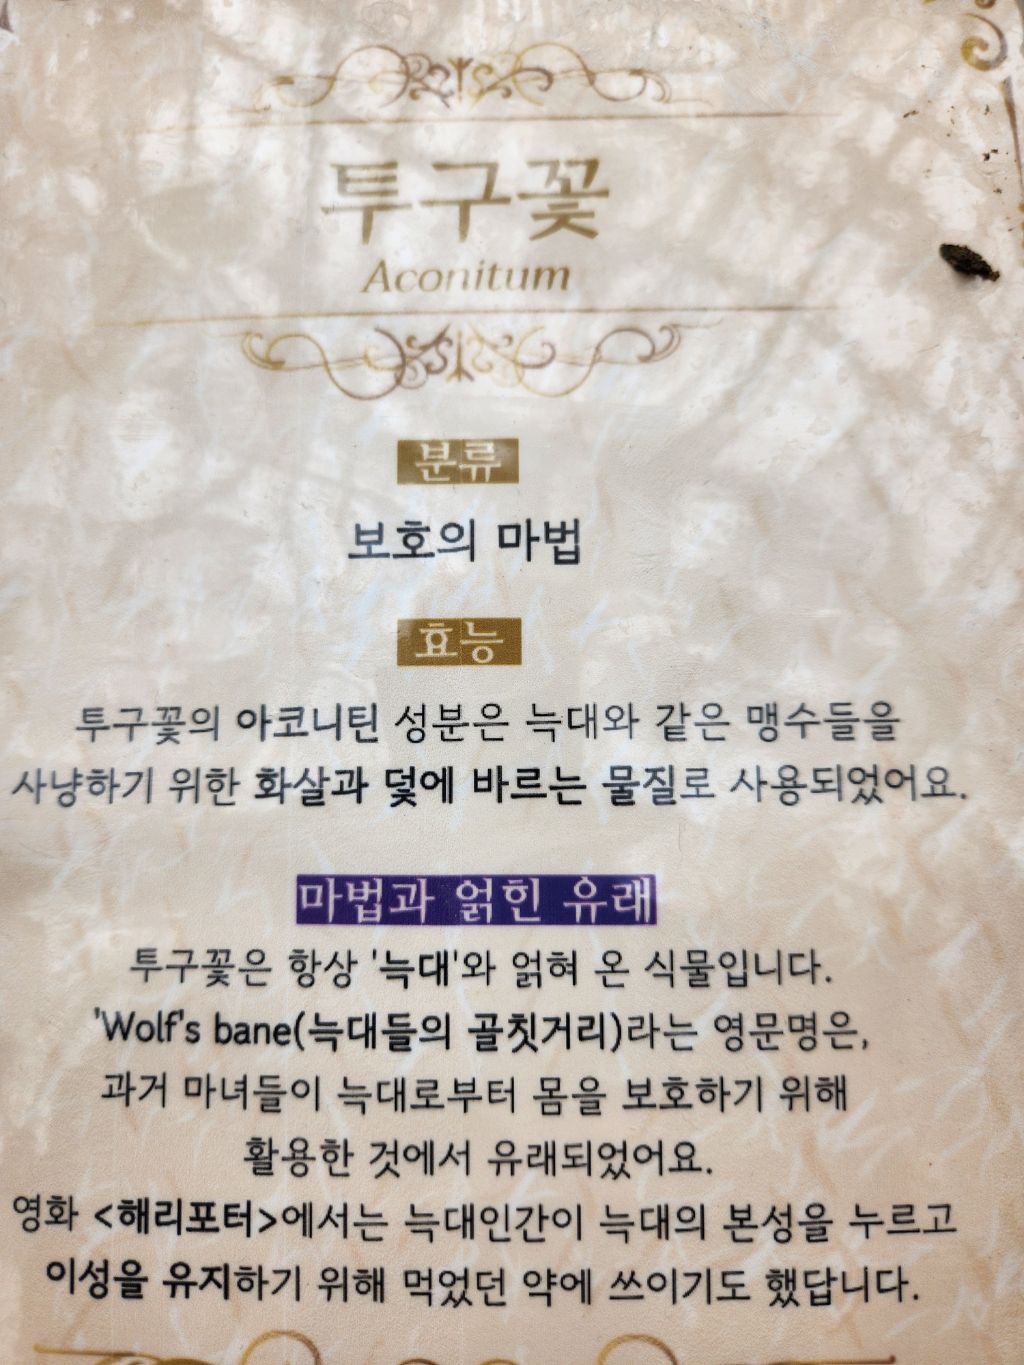 투구꽃
Aconitum
분류
보호의 마법
효능
투구꽃의 아코니틴 성분은 늑대와 같은 맹수들을
사냥하기 위한 화살과 덫에 바르는 물질로 사용되었어요.
마법과 얽힌 유래
투구꽃은 항상 '늑대'와 얽혀 온 식물입니다.
'Wolf's bane(늑대들의 골칫거리)라는 영문명은,
과거 마녀들이 늑대로부터 몸을 보호하기 위해
활용한 것에서 유래되었어요.
영화 <해리포터>에서는 늑대인간이 늑대의 본성을 누르고
이성을 유지하기 위해 먹었던 약에 쓰이기도 했답니다.